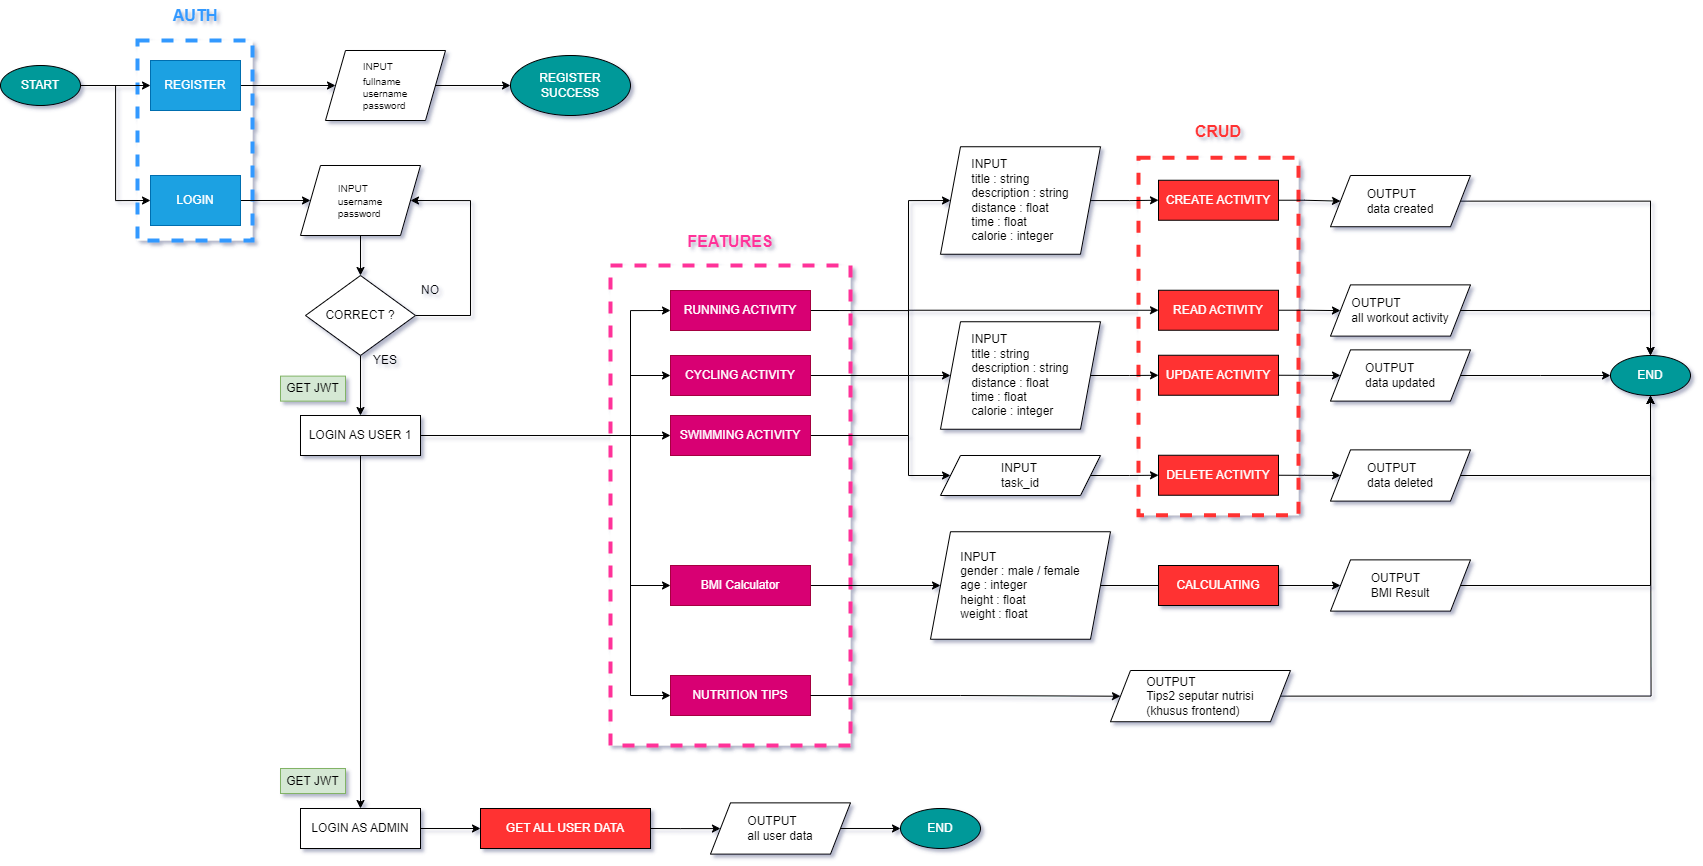 AUTH
START
REGISTER
INPUT
fullname
username
password
REGISTER
SUCCESS
LOGIN
INPUT
username
password
CORRECT ?
NO
YES
GET JWT
LOGIN AS USER 1
FEATURES
RUNNING ACTIVITY
CYCLING ACTIVITY
SWIMMING ACTIVITY
BMI Calculator
NUTRITION TIPS
INPUT
title : string
description : string
distance : float
time : float
calorie : integer
INPUT
title : string
description : string
distance : float
time : float
calorie : integer
INPUT
task_id
INPUT
gender : male / female
age : integer
height : float
weight : float
CRUD
CREATE ACTIVITY
READ ACTIVITY
UPDATE ACTIVITY
DELETE ACTIVITY
CALCULATING
OUTPUT
data created
OUTPUT
all workout activity
OUTPUT
data updated
OUTPUT
data deleted
OUTPUT
BMI Result
OUTPUT
Tips2 seputar nutrisi
(khusus frontend)
END
GET JWT
LOGIN AS ADMIN
GET ALL USER DATA
OUTPUT
all user data
END